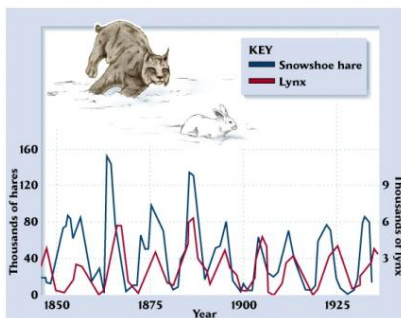 KEY
Snowshoe hare
Lynx
Thousands of hares
160
120
80
40
0
9
6
3
0
Thousands of lynx
1850
1875
1900
1925
Year